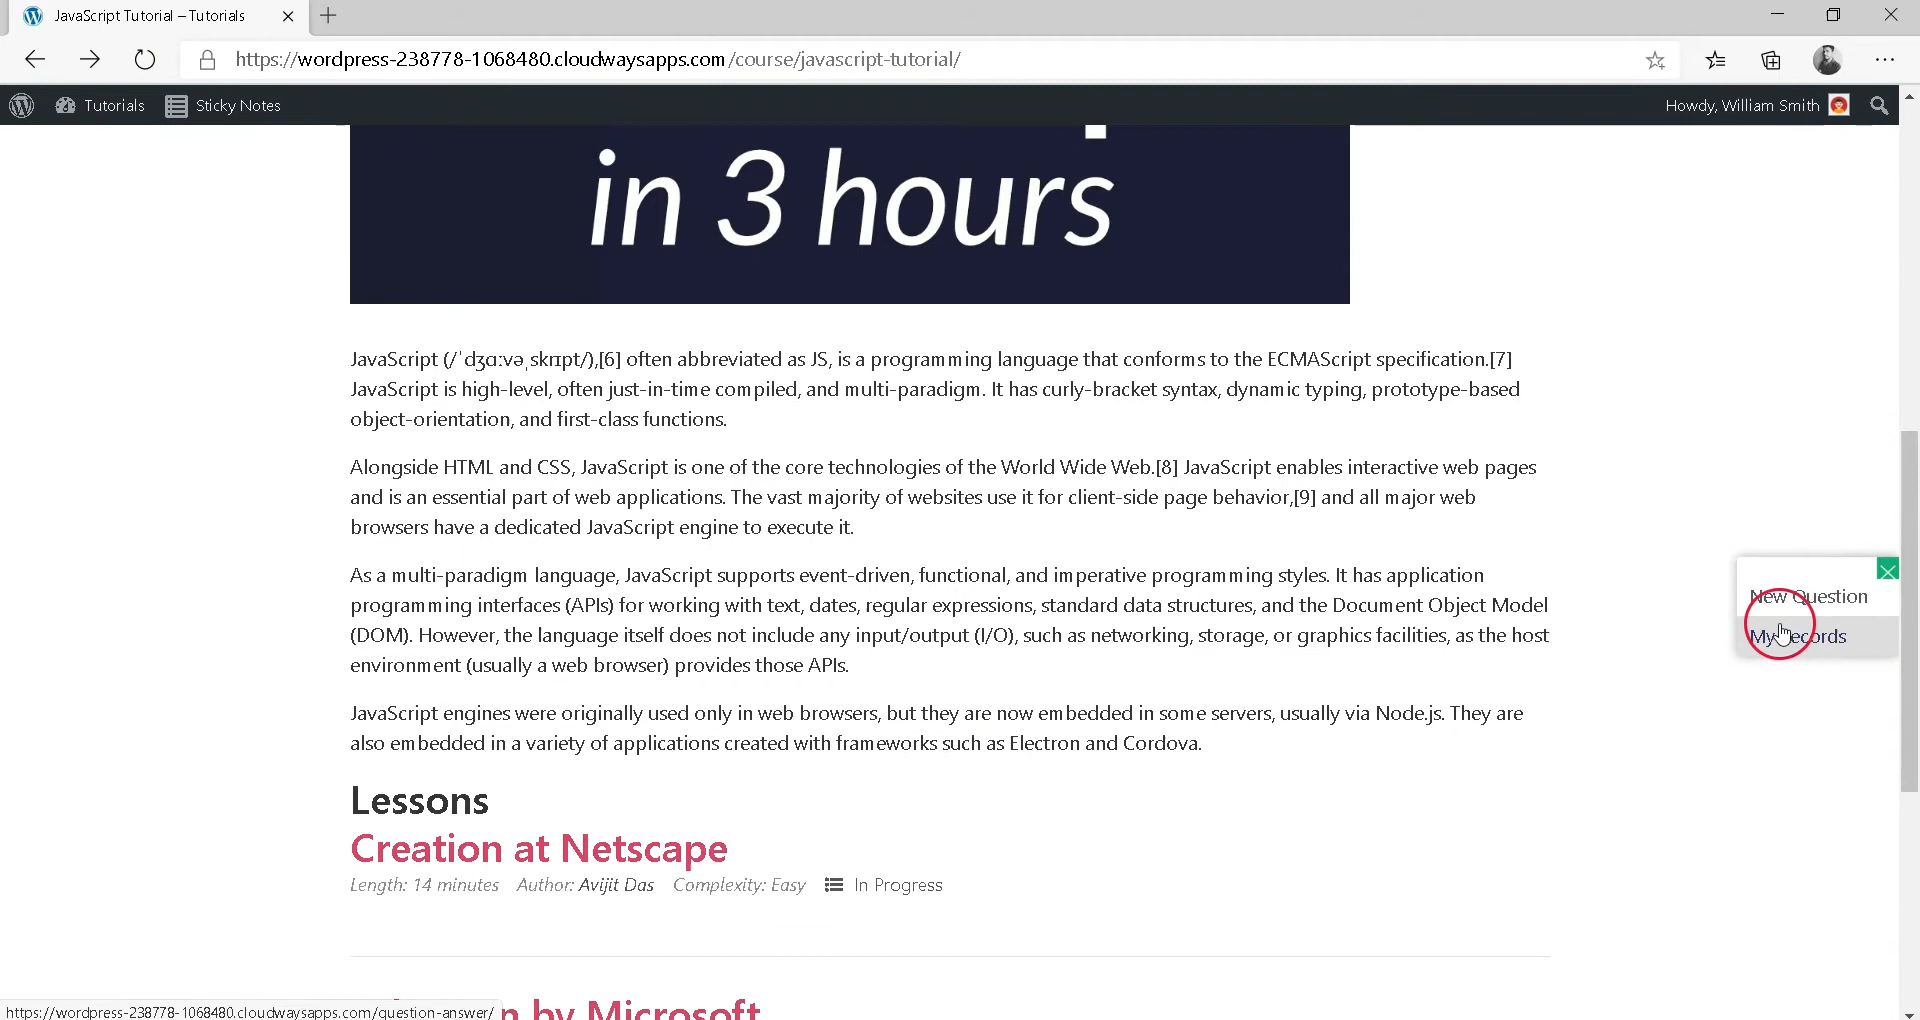 JavaScript Tutorial – Tutorials
https://wordpress-238778-1068480.cloudwaysapps.com/course/javascript-tutorial/
Tutorials
Sticky Notes
Howdy, William Smith
in 3 hours
JavaScript (/ˈdʒɑːvəˌskrɪpt/),[6] often abbreviated as JS, is a programming language that conforms to the ECMAScript specification.[7]
JavaScript is high-level, often just-in-time compiled, and multi-paradigm. It has curly-bracket syntax, dynamic typing, prototype-based
object-orientation, and first-class functions.
Alongside HTML and CSS, JavaScript is one of the core technologies of the World Wide Web.[8] JavaScript enables interactive web pages
and is an essential part of web applications. The vast majority of websites use it for client-side page behavior,[9] and all major web
browsers have a dedicated JavaScript engine to execute it.
As a multi-paradigm language, JavaScript supports event-driven, functional, and imperative programming styles. It has application
programming interfaces (APIs) for working with text, dates, regular expressions, standard data structures, and the Document Object Model
(DOM). However, the language itself does not include any input/output (I/O), such as networking, storage, or graphics facilities, as the host
environment (usually a web browser) provides those APIs.
New Question
My Records
JavaScript engines were originally used only in web browsers, but they are now embedded in some servers, usually via Node.js. They are
also embedded in a variety of applications created with frameworks such as Electron and Cordova.
Lessons
Creation at Netscape
Length: 14 minutes Author: Avijit Das Complexity: Easy In Progress
by Microsoft
https://wordpress-238778-1068480.cloudwaysapps.com/question-answer/